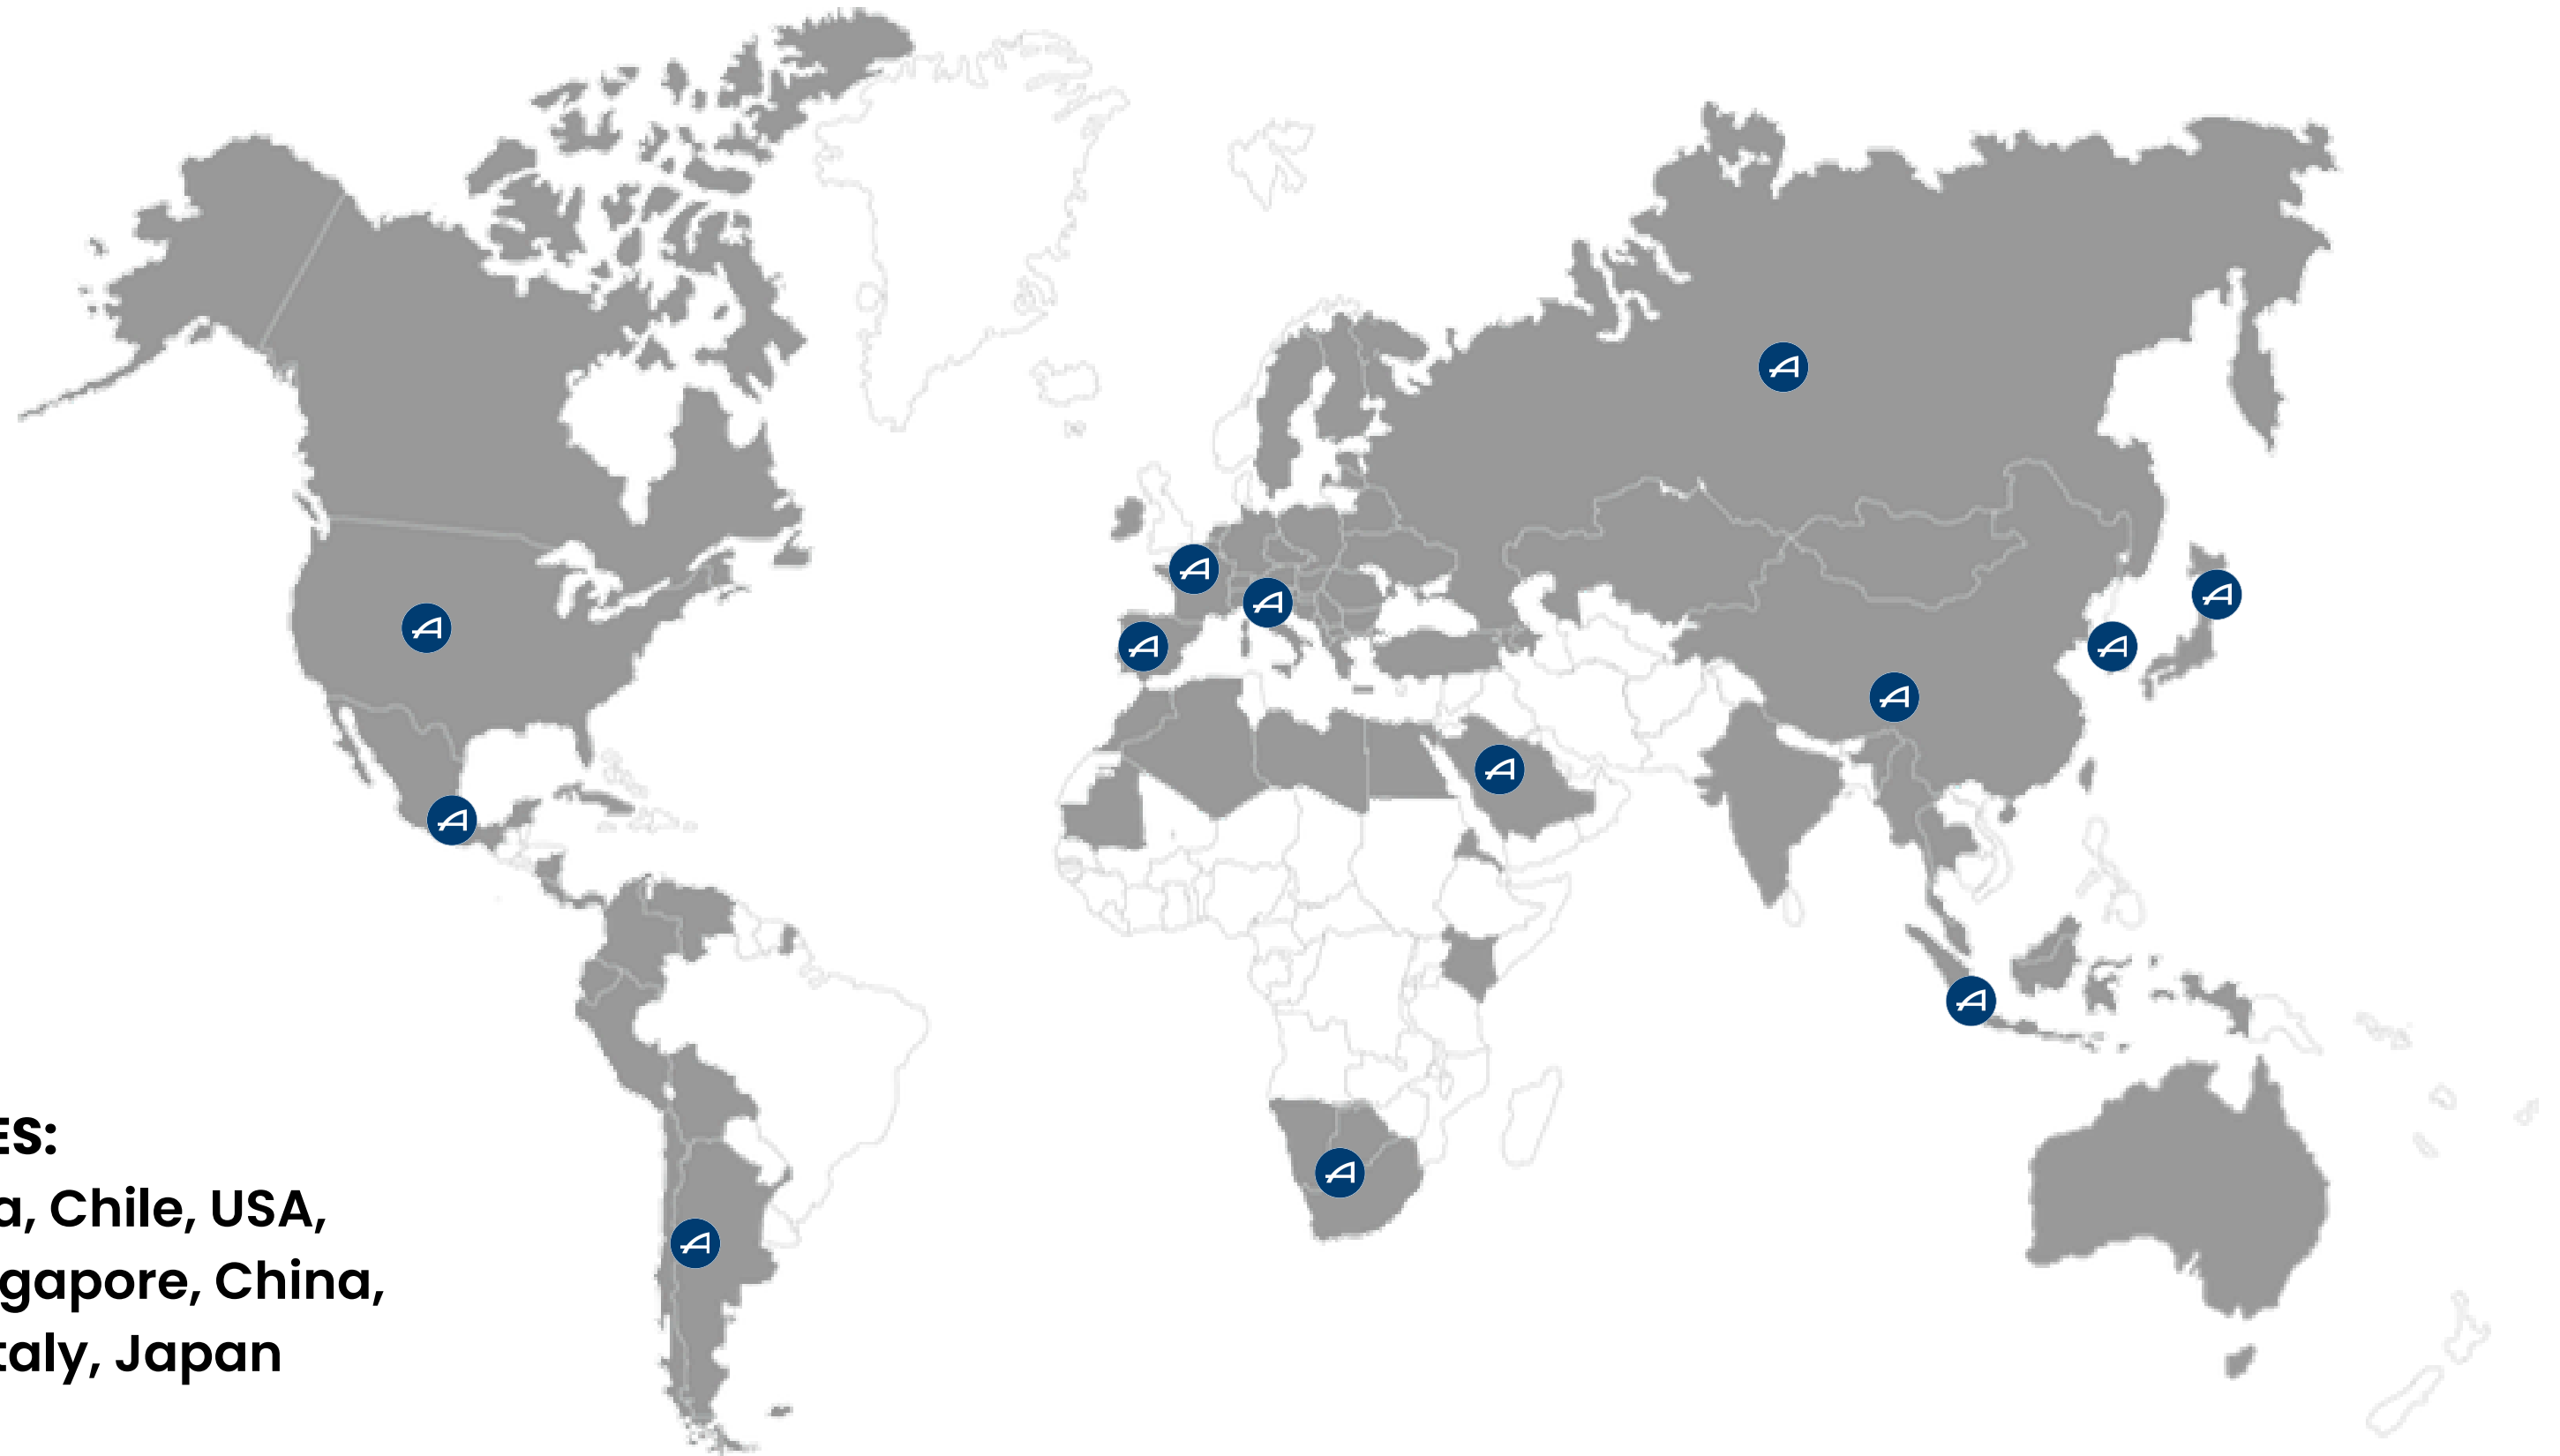 ES:
a, Chile, USA,
gapore, China,
taly, Japan